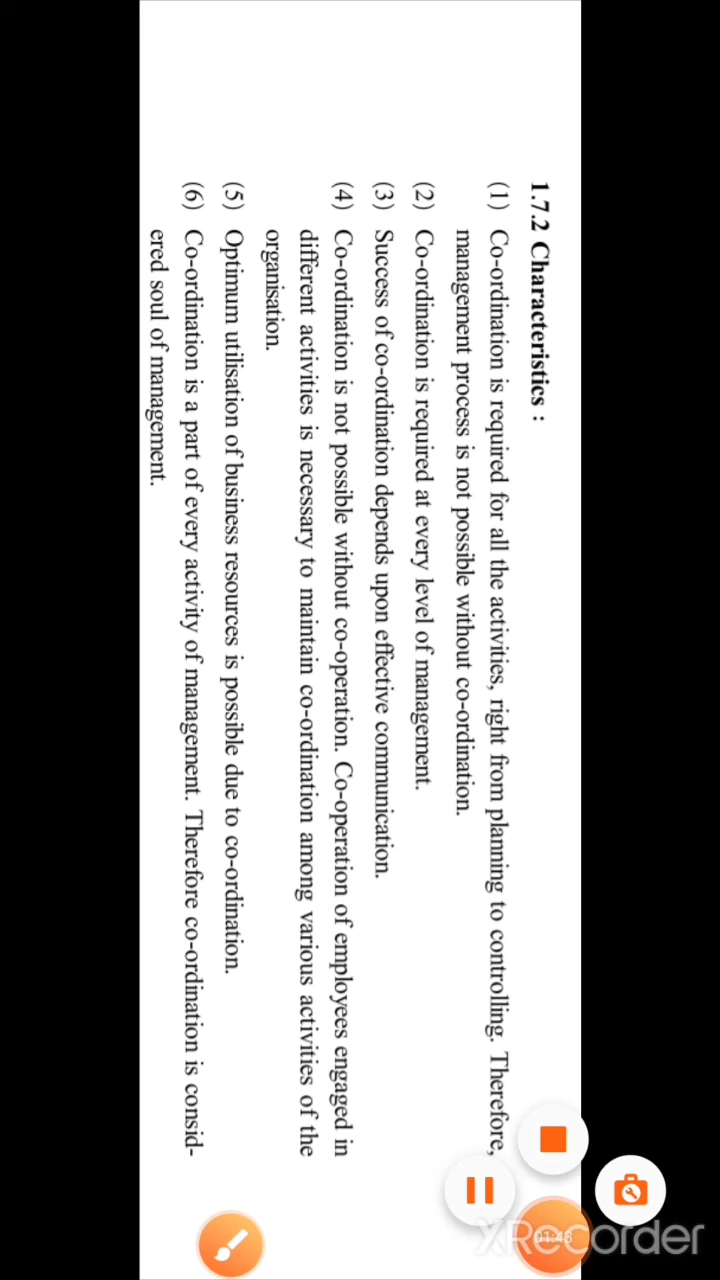 1.7.2 Characteristics :
(1) Co-ordination is required for all the activities, right from planning to controlling. Therefore,
management process is not possible without co-ordination.
(2) Co-ordination is required at every level of management.
(3) Success of co-ordination depends upon effective communication.
(4) Co-ordination is not possible without co-operation. Co-operation of employees engaged in
different activities is necessary to maintain co-ordination among various activities of the
organisation.
(5) Optimum utilisation of business resources is possible due to co-ordination.
(6) Co-ordination is a part of every activity of management. Therefore co-ordination is consid-
ered soul of management.
01:43
XRecorder